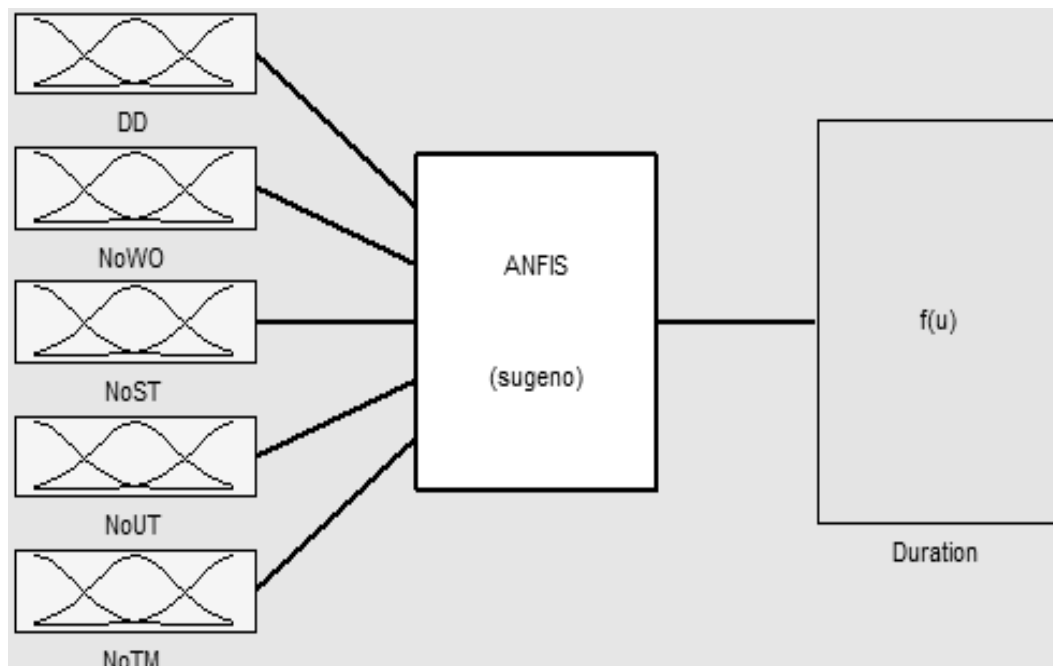 DD
NoWO
NoST
NoUT
NoTM
ANFIS
(sugeno)
f(u)
Duration